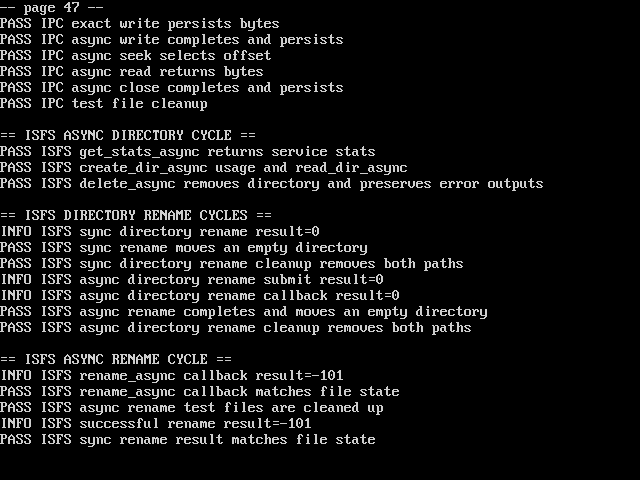 -- page 47 --
PASS IPC exact write persists bytes
PASS IPC async write completes and persists
PASS IPC async seek selects offset
PASS IPC async read returns bytes
PASS IPC async close completes and persists
PASS IPC test file cleanup
== ISFS ASYNC DIRECTORY CYCLE ==
PASS ISFS get_stats_async returns service stats
PASS ISFS create_dir_async usage and read_dir_async
PASS ISFS delete_async removes directory and preserves error outputs
== ISFS DIRECTORY RENAME CYCLES ==
INFO ISFS sync directory rename result=0
PASS ISFS sync rename moves an empty directory
PASS ISFS sync directory rename cleanup removes both paths
INFO ISFS async directory rename submit result=0
INFO ISFS async directory rename callback result=0
PASS ISFS async rename completes and moves an empty directory
PASS ISFS async directory rename cleanup removes both paths
== ISFS ASYNC RENAME CYCLE ==
INFO ISFS rename_async callback result=-101
PASS ISFS rename_async callback matches file state
PASS ISFS async rename test files are cleaned up
INFO ISFS successful rename result=-101
PASS ISFS sync rename result matches file state